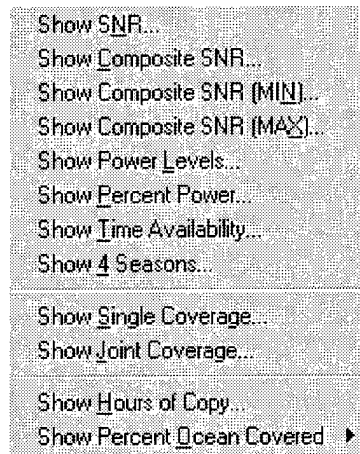 Show SNR...
Show Composite SNR...
Show Composite SNR (MIN)...
Show Composite SNR (MAX)...
Show Power Levels...
Show Percent Power...
Show Time Availability...
Show 4 Seasons...
Show Single Coverage...
Show Joint Coverage...
Show Hours of Copy...
Show Percent Ocean Covered